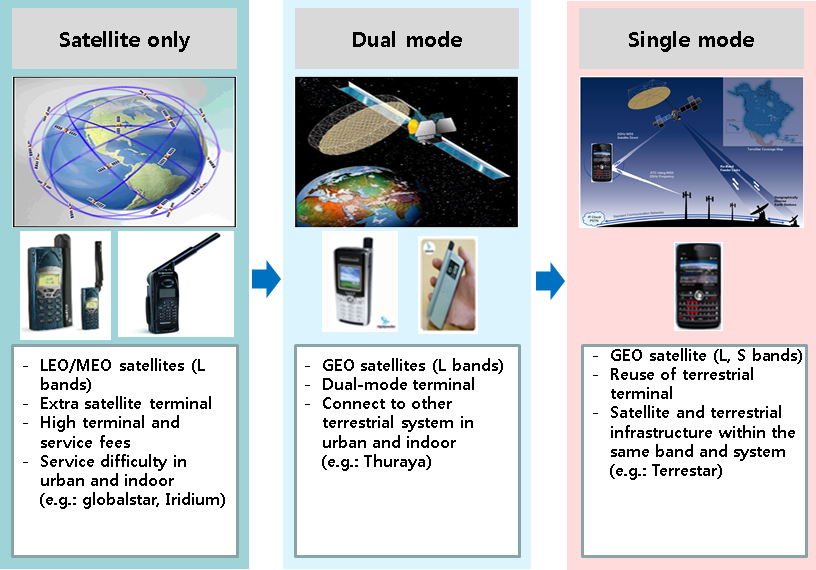 Satellite only
Dual mode
Single mode
- LEO/MEO satellites (L
bands)
- Extra satellite terminal
- High terminal and
service fees
- Service difficulty in
urban and indoor
(e.g.: globalstar, Iridium)
- GEO satellites (L bands)
- Dual-mode terminal
- Connect to other
terrestrial system in
urban and indoor
(e.g.: Thuraya)
- GEO satellite (L, S bands)
- Reuse of terrestrial
terminal
- Satellite and terrestrial
infrastructure within the
same band and system
(e.g.: Terrestar)